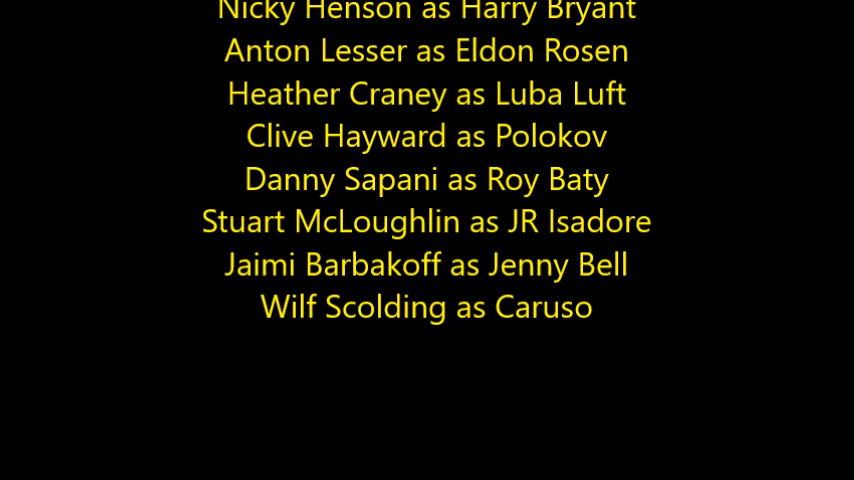 Nicky Henson as Harry Bryant
Anton Lesser as Eldon Rosen
Heather Craney as Luba Luft
Clive Hayward as Polokov
Danny Sapani as Roy Baty
Stuart McLoughlin as JR Isadore
Jaimi Barbakoff as Jenny Bell
Wilf Scolding as Caruso